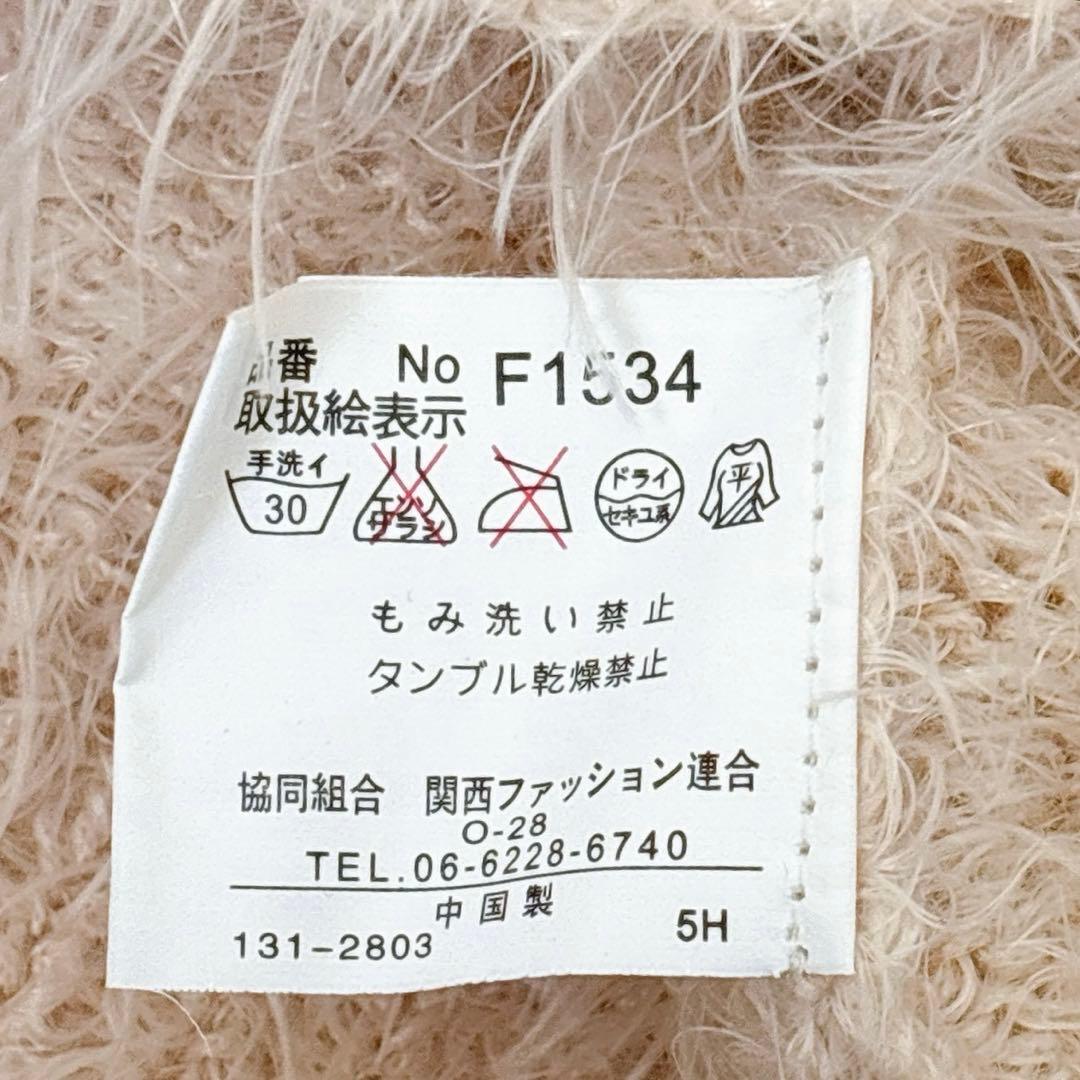 品番 No F1534
取扱絵表示
手洗イ
30
エンソ
サラシ
ドライ
セキユ系
平
もみ洗い禁止
タンブル乾燥禁止
協同組合 関西ファッション連合
O-28
TEL.06-6228-6740
中国製
131-2803 5H